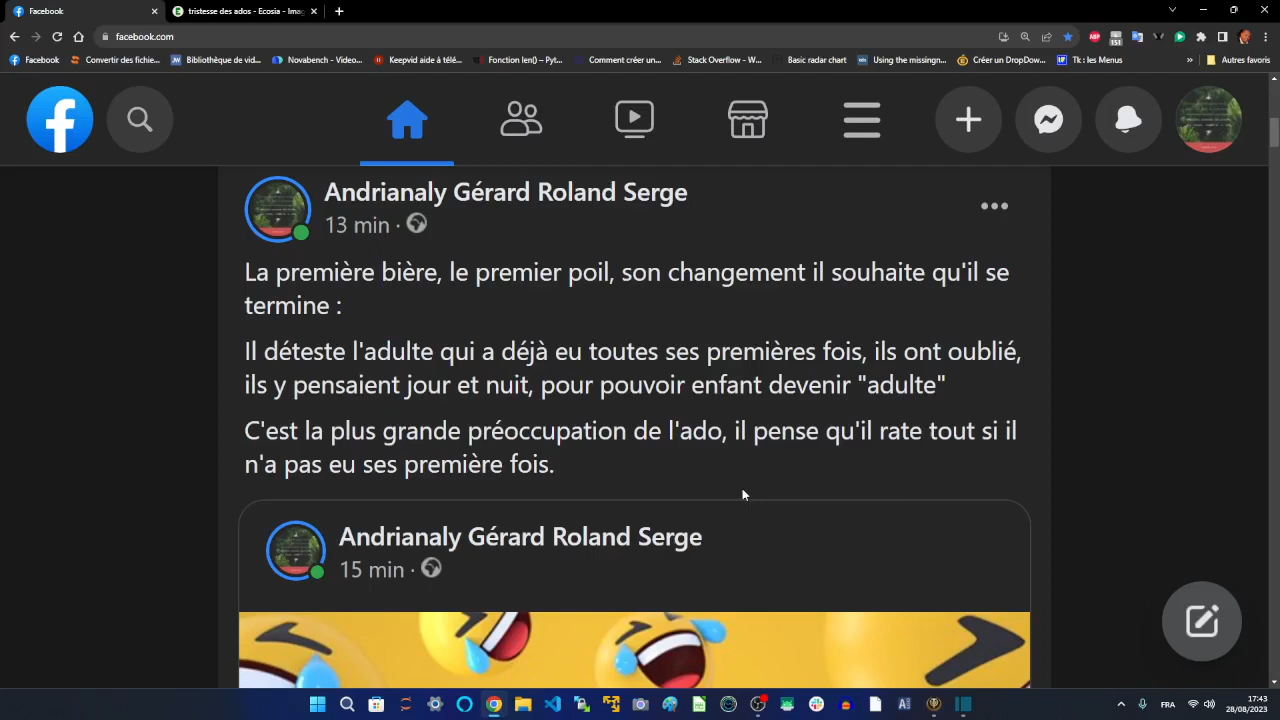 Facebook
tristesse des ados - Ecosia - Imag
facebook.com
Facebook
Convertir des fichie...
Bibliothèque de vid...
Novabench - Video...
Keepvid aide à télé...
Fonction len() – Pyt...
Comment créer un...
Stack Overflow - W...
Basic radar chart
Using the missingn...
Créer un DropDow...
Tk : les Menus
»
Autres favoris
Andrianaly Gérard Roland Serge
13 min ·
La première bière, le premier poil, son changement il souhaite qu'il se
termine :
Il déteste l'adulte qui a déjà eu toutes ses premières fois, ils ont oublié,
ils y pensaient jour et nuit, pour pouvoir enfant devenir "adulte"
C'est la plus grande préoccupation de l'ado, il pense qu'il rate tout si il
n'a pas eu ses première fois.
Andrianaly Gérard Roland Serge
15 min ·
FRA
17:43
28/08/2023